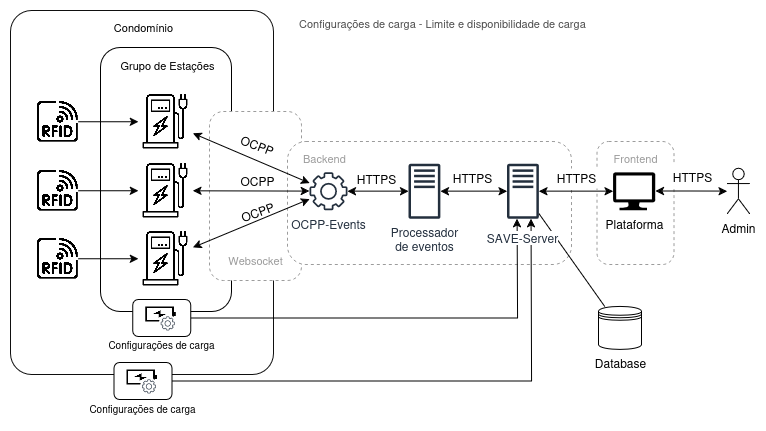 Configurações de carga - Limite e disponibilidade de carga
Condomínio
Grupo de Estações
RFID
RFID
RFID
OCPP
OCPP
OCPP
Websocket
Backend
HTTPS
HTTPS
HTTPS
HTTPS
OCPP-Events
Processador
de eventos
SAVE-Server
Frontend
Plataforma
Admin
Database
Configurações de carga
Configurações de carga